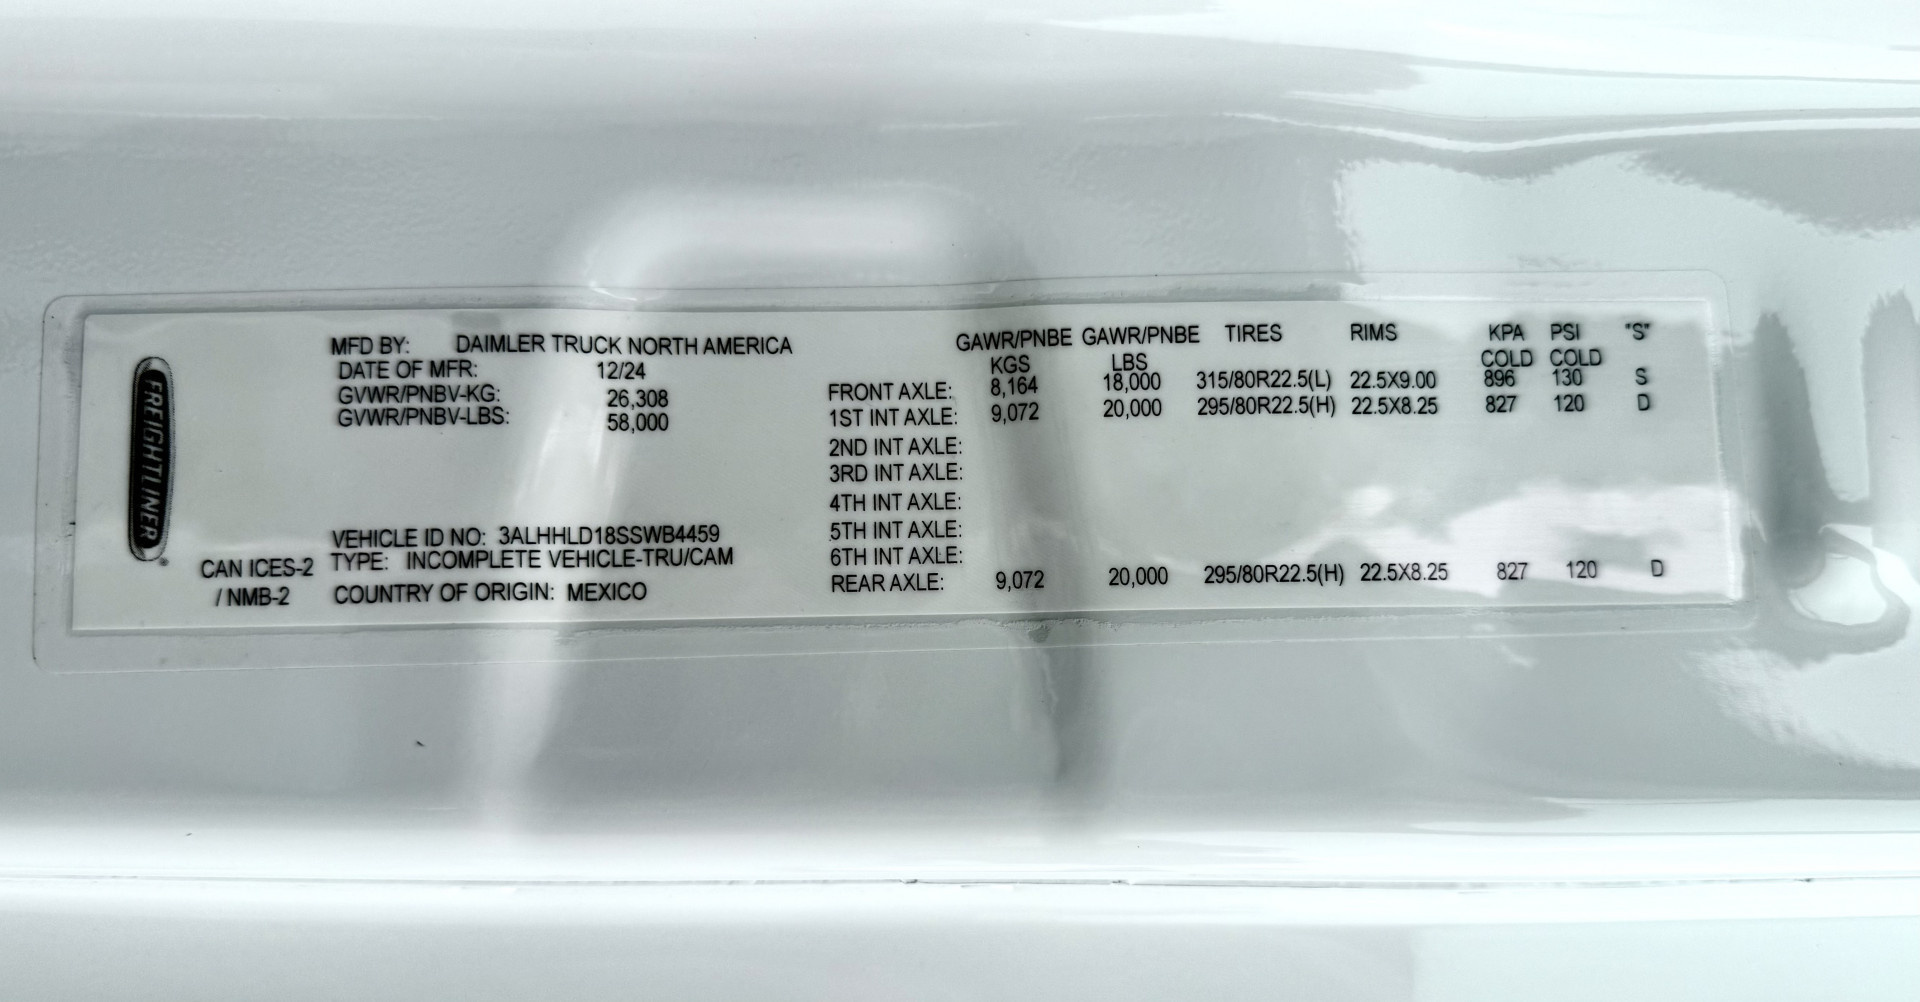 FREIGHTLINER
®
MFD BY: DAIMLER TRUCK NORTH AMERICA
DATE OF MFR: 12/24
GVWR/PNBV-KG: 26,308
GVWR/PNBV-LBS: 58,000
VEHICLE ID NO: 3ALHHLD18SSWB4459
CAN ICES-2 TYPE: INCOMPLETE VEHICLE-TRU/CAM
/ NMB-2 COUNTRY OF ORIGIN: MEXICO
GAWR/PNBE GAWR/PNBE TIRES RIMS KPA PSI "S"
KGS LBS COLD COLD
FRONT AXLE: 8,164 18,000 315/80R22.5(L) 22.5X9.00 896 130 S
1ST INT AXLE: 9,072 20,000 295/80R22.5(H) 22.5X8.25 827 120 D
2ND INT AXLE:
3RD INT AXLE:
4TH INT AXLE:
5TH INT AXLE:
6TH INT AXLE:
REAR AXLE: 9,072 20,000 295/80R22.5(H) 22.5X8.25 827 120 D